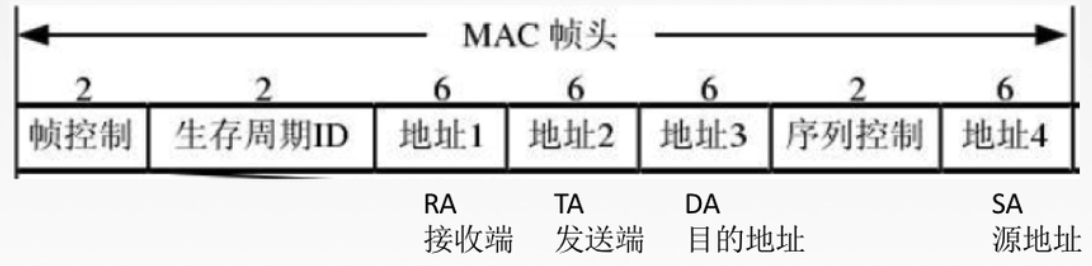 MAC 帧头
2 2 6 6 6 2 6
帧控制 生存周期ID 地址1 地址2 地址3 序列控制 地址4
RA TA DA SA
接收端 发送端 目的地址 源地址